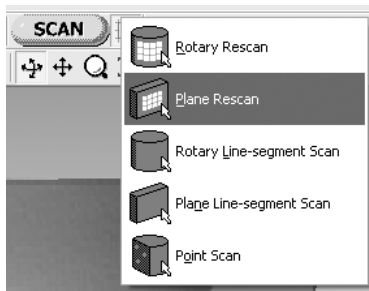 SCAN
Rotary Rescan
Plane Rescan
Rotary Line-segment Scan
Plane Line-segment Scan
Point Scan